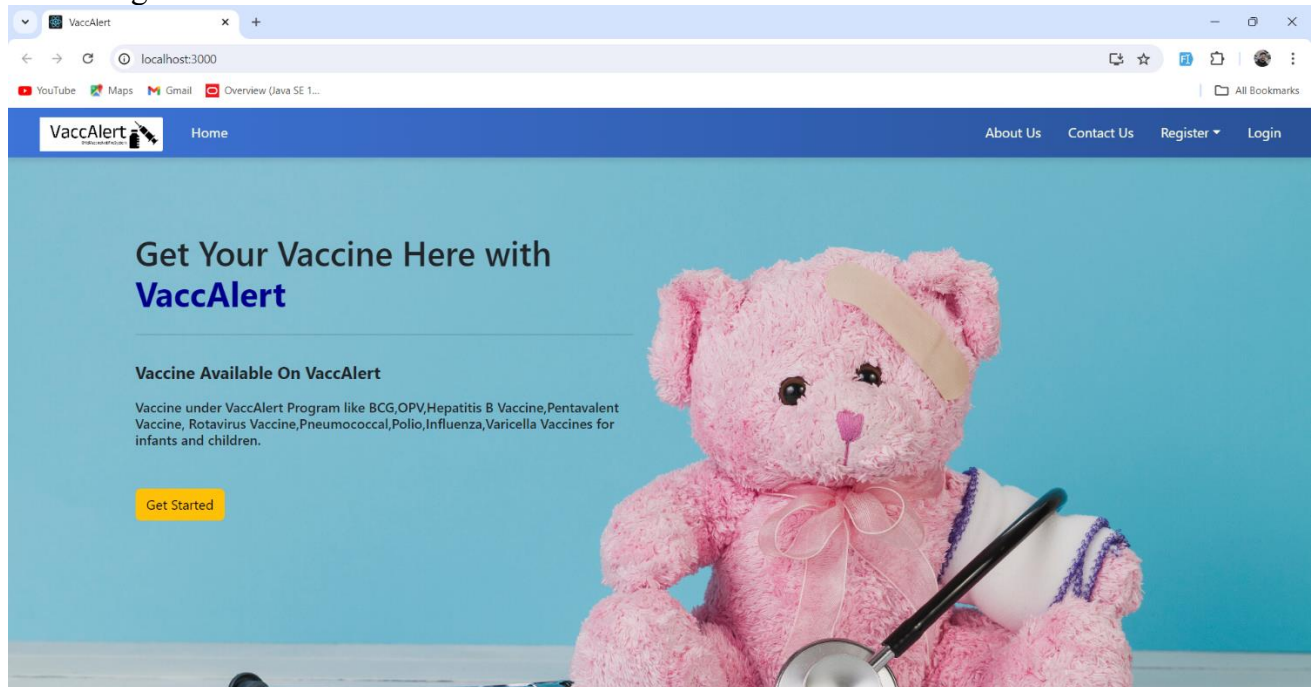 VaccAlert
localhost:3000
YouTube Maps Gmail Overview (Java SE 1... All Bookmarks
VaccAlert Home About Us Contact Us Register Login
Get Your Vaccine Here with
VaccAlert
Vaccine Available On VaccAlert
Vaccine under VaccAlert Program like BCG,OPV,Hepatitis B Vaccine,Pentavalent
Vaccine, Rotavirus Vaccine,Pneumococcal,Polio,Influenza,Varicella Vaccines for
infants and children.
Get Started